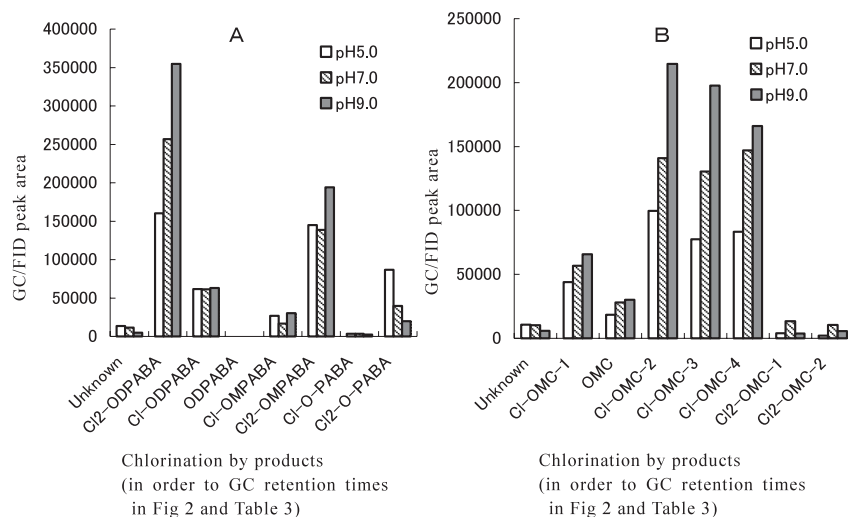 A
GC/FID peak area
400000
350000
300000
250000
200000
150000
100000
50000
0
pH5.0
pH7.0
pH9.0
Unknown
Cl2-ODPABA
Cl-ODPABA
ODPABA
Cl-OMPABA
Cl2-OMPABA
Cl-O-PABA
Cl2-O-PABA
Chlorination by products
(in order to GC retention times
in Fig 2 and Table 3)
B
GC/FID peak area
250000
200000
150000
100000
50000
0
pH5.0
pH7.0
pH9.0
Unknown
Cl-OMC-1
OMC
Cl-OMC-2
Cl-OMC-3
Cl-OMC-4
Cl2-OMC-1
Cl2-OMC-2
Chlorination by products
(in order to GC retention times
in Fig 2 and Table 3)